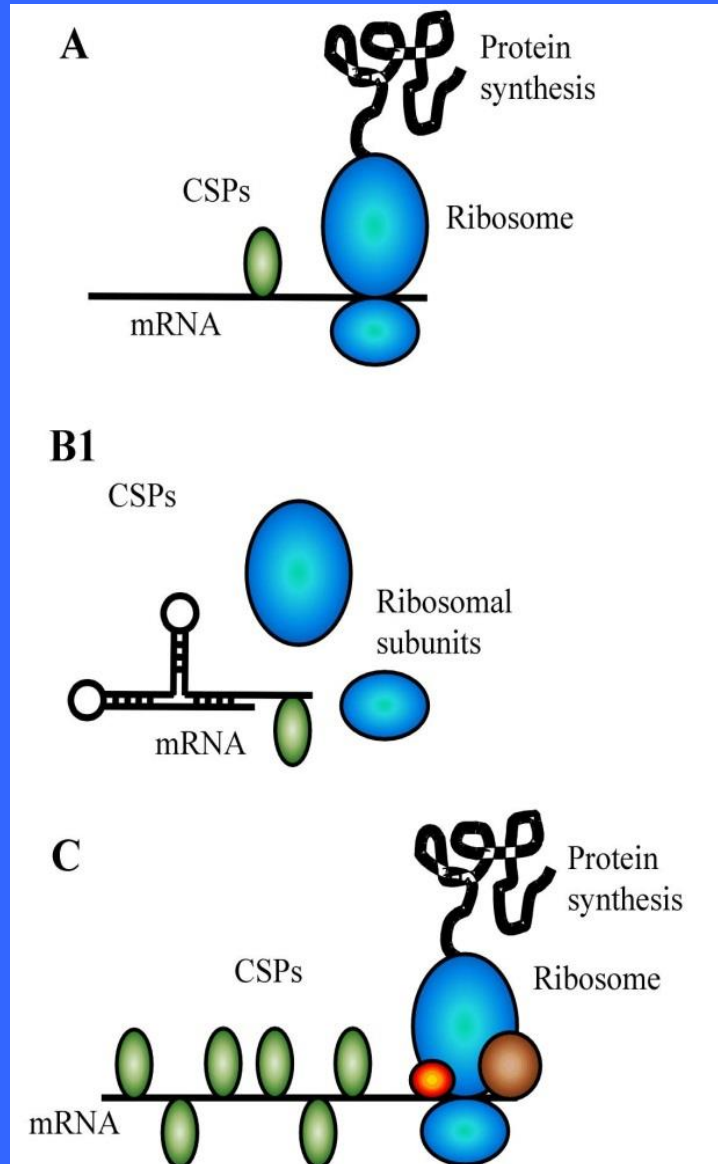 A
Protein
synthesis
CSPs
Ribosome
mRNA
B1
CSPs
Ribosomal
subunits
mRNA
C
Protein
synthesis
CSPs
Ribosome
mRNA